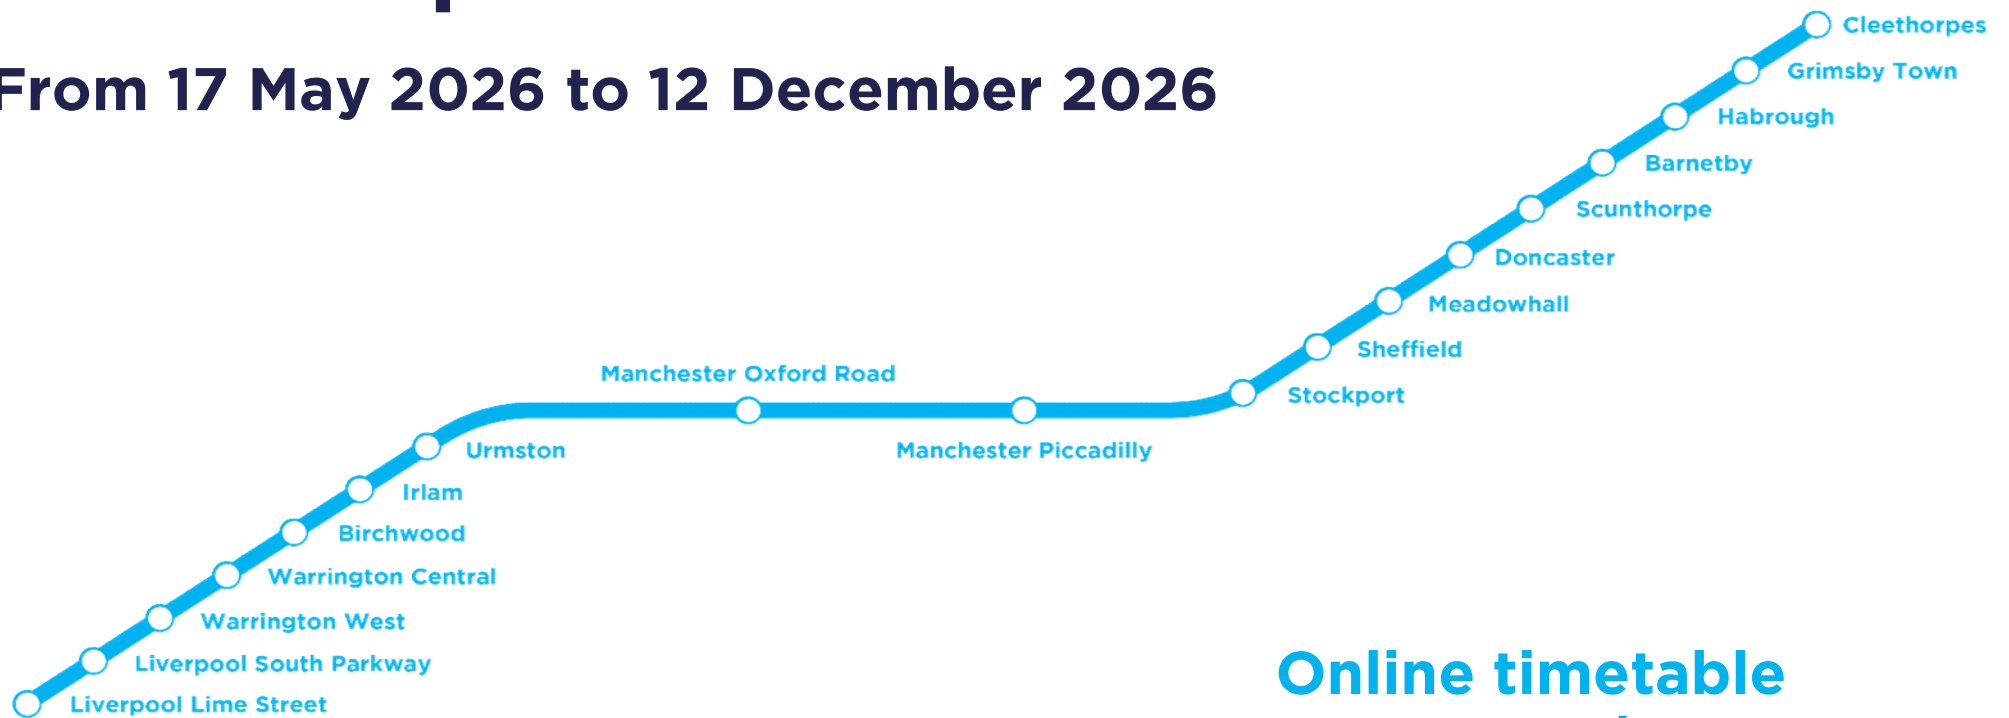 From 17 May 2026 to 12 December 2026
Cleethorpes
Grimsby Town
Habrough
Barnetby
Scunthorpe
Doncaster
Meadowhall
Sheffield
Stockport
Manchester Oxford Road
Manchester Piccadilly
Urmston
Irlam
Birchwood
Warrington Central
Warrington West
Liverpool South Parkway
Liverpool Lime Street
Online timetable